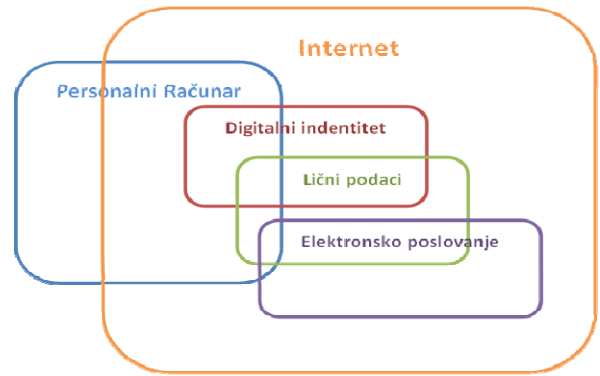 Internet
Personalni Računar
Digitalni indentitet
Lični podaci
Elektronsko poslovanje